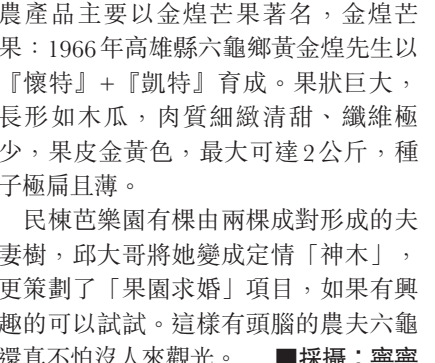 農產品主要以金煌芒果著名，金煌芒
果：1966年高雄縣六龜鄉黃金煌先生以
『懷特』+『凱特』育成。果狀巨大，
長形如木瓜，肉質細緻清甜、纖維極
少，果皮金黃色，最大可達2公斤，種
子極扁且薄。
民棟芭樂園有棵由兩棵成對形成的夫
妻樹，邱大哥將她變成定情「神木」，
更策劃了「果園求婚」項目，如果有興
趣的可以試試。這樣有頭腦的農夫六龜
還真不怕沒人來觀光。 ■採攝：寧寧